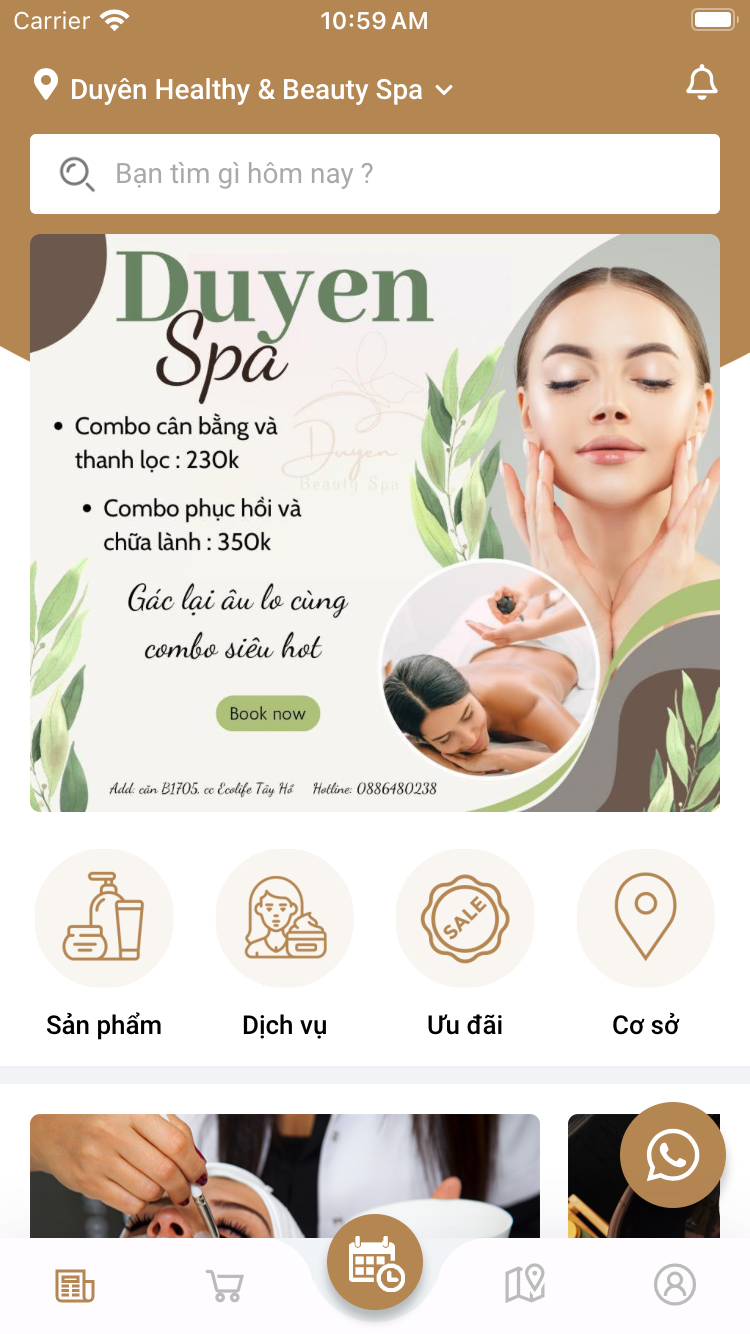 Carrier 10:59 AM
Duyên Healthy & Beauty Spa
Bạn tìm gì hôm nay ?
Duyen
Spa
• Combo cân bằng và
thanh lọc : 230k
• Combo phục hồi và
chữa lành : 350k
Duyen
Beauty Spa
Gác lại âu lo cùng
combo siêu hot
Book now
Add: căn B1705, cc Ecolife Tây Hồ Hotline: 0886480238
SALE
Sản phẩm Dịch vụ Ưu đãi Cơ sở